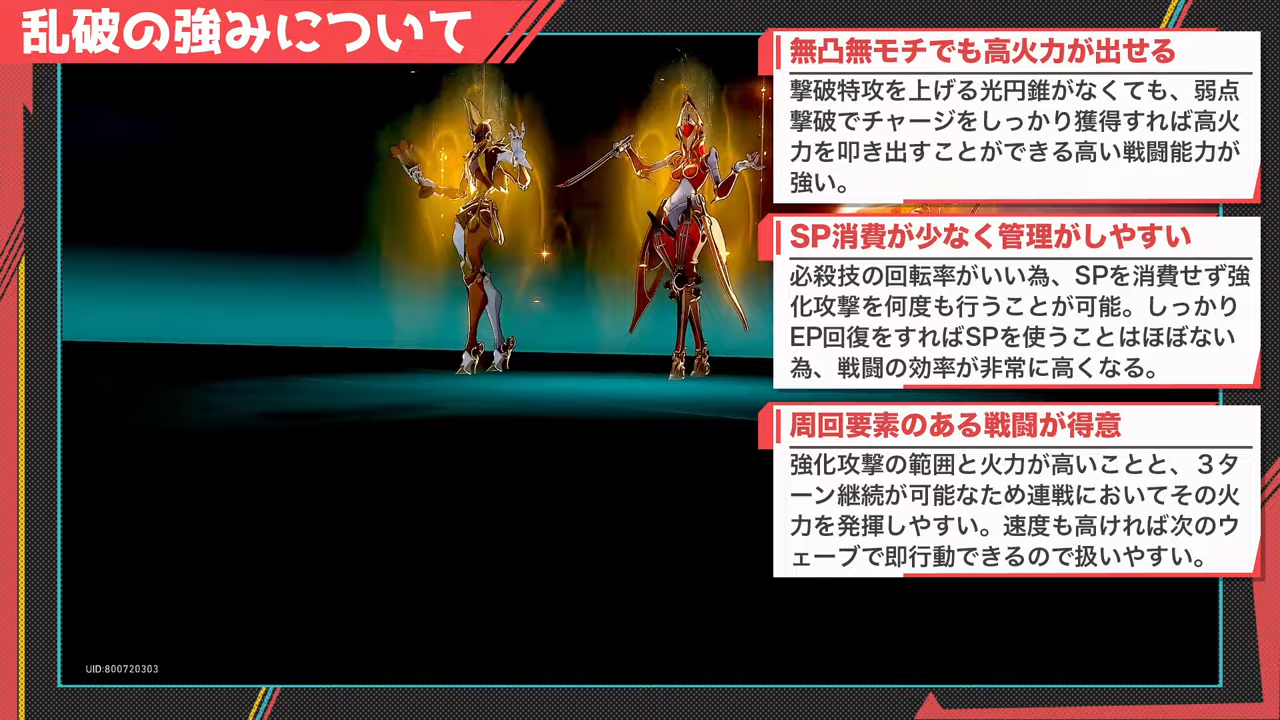 乱破の強みについて
無凸無モチでも高火力が出せる
撃破特攻を上げる光円錐がなくても、弱点
撃破でチャージをしっかり獲得すれば高火
力を叩き出すことができる高い戦闘能力が
強い。
SP消費が少なく管理がしやすい
必殺技の回転率がいい為、SPを消費せず強
化攻撃を何度も行うことが可能。しっかり
EP回復をすればSPを使うことはほぼない
為、戦闘の効率が非常に高くなる。
周回要素のある戦闘が得意
強化攻撃の範囲と火力が高いことと、３タ
ーン継続が可能なため連戦においてその火
力を発揮しやすい。速度も高ければ次のウ
ェーブで即行動できるので扱いやすい。
UID:800720303